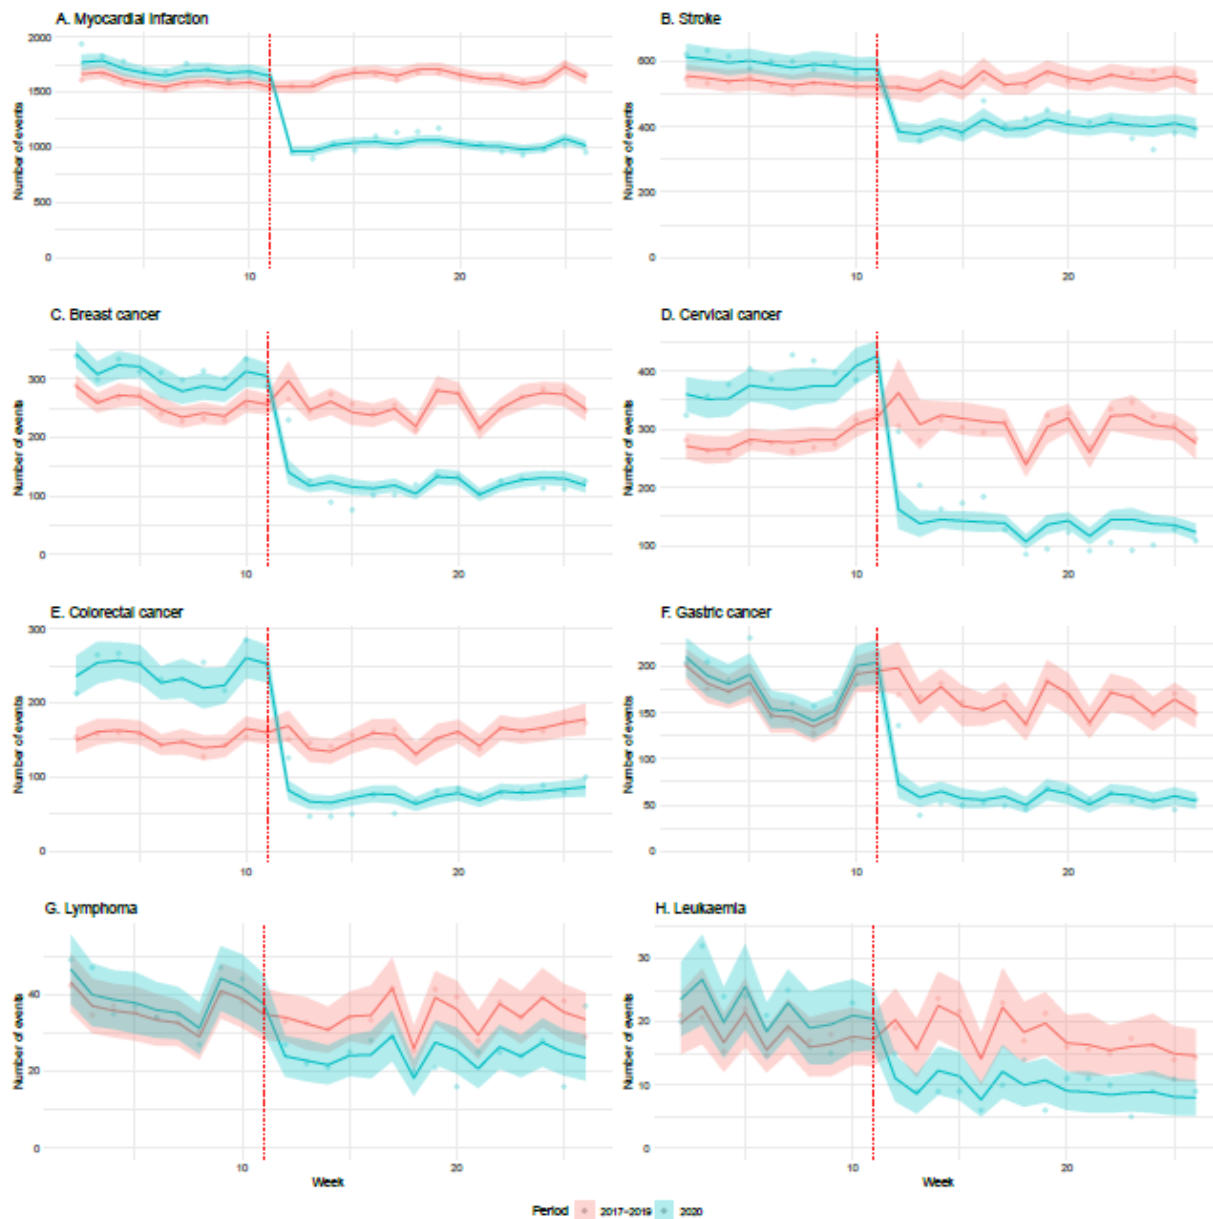 A. Myocardial Infarction
B. Stroke
Number of events
2000
1500
1000
500
0
10
20
Number of events
600
400
200
0
10
20
C. Breast cancer
D. Cervical cancer
Number of events
300
200
100
0
10
20
Number of events
400
300
200
100
10
20
E. Colorectal cancer
F. Gastric cancer
Number of events
300
200
100
0
10
20
Number of events
200
150
100
50
0
10
20
G. Lymphoma
H. Leukaemia
Number of events
40
20
0
10
20
Week
Number of events
30
20
10
0
10
20
Week
Period 2017-2019 2020